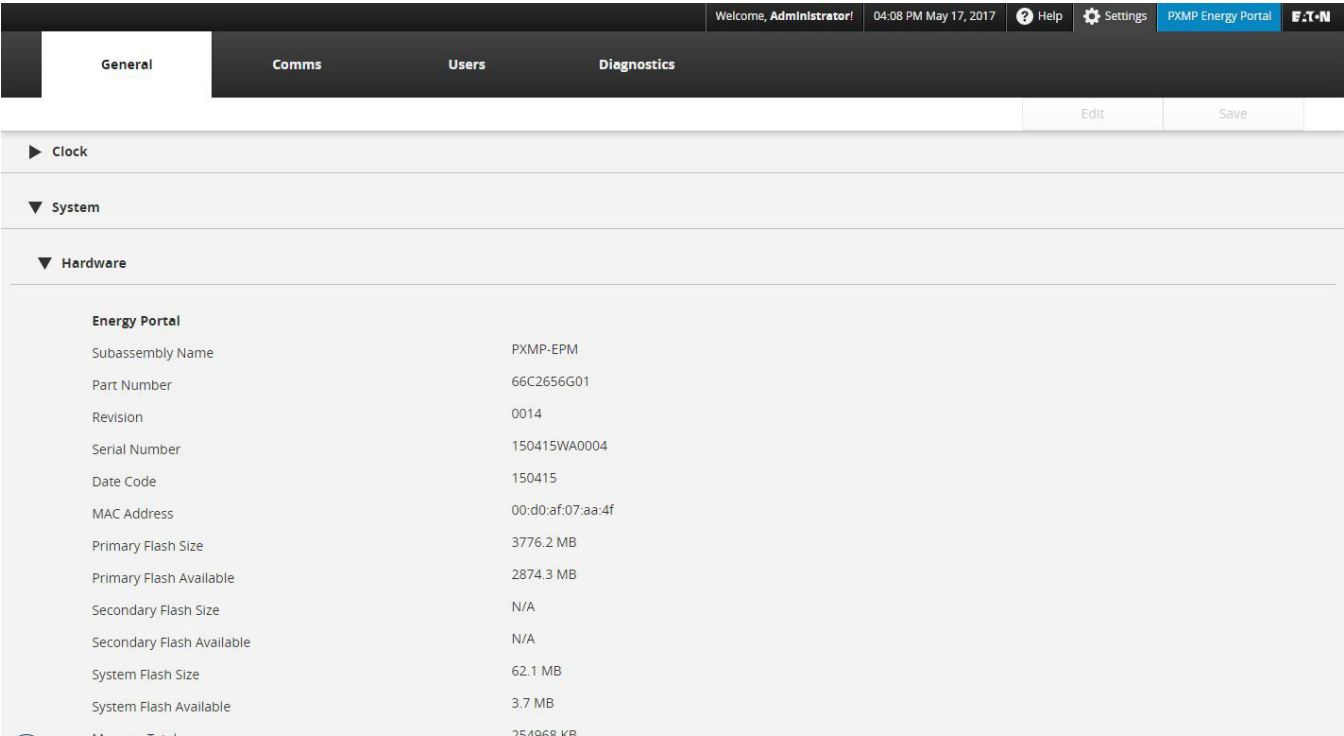 Welcome, Administrator! 04:08 PM May 17, 2017 Help Settings PXMP Energy Portal EATON
General Comms Users Diagnostics
Edit Save
Clock
System
Hardware
Energy Portal
Subassembly Name PXMP-EPM
Part Number 66C2656G01
Revision 0014
Serial Number 150415WA0004
Date Code 150415
MAC Address 00:d0:af:07:aa:4f
Primary Flash Size 3776.2 MB
Primary Flash Available 2874.3 MB
Secondary Flash Size N/A
Secondary Flash Available N/A
System Flash Size 62.1 MB
System Flash Available 3.7 MB
254968 KB